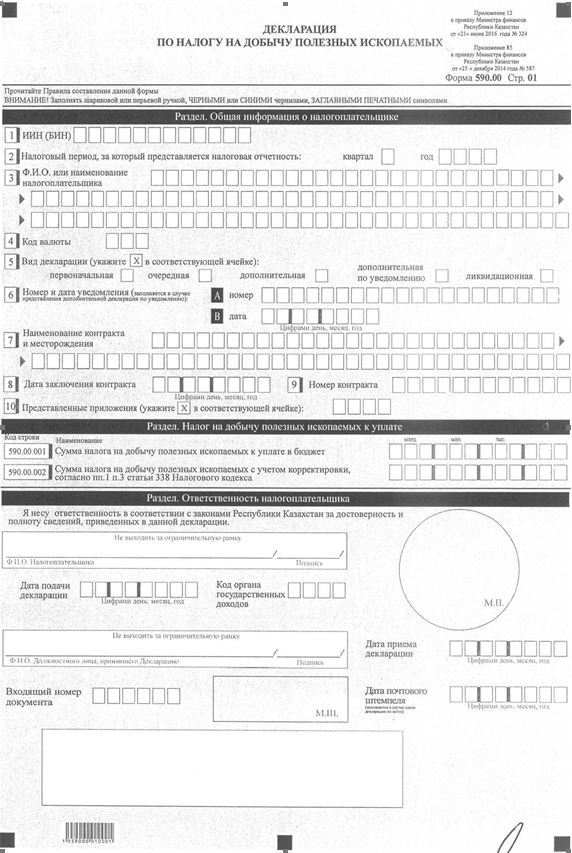 Приложение 12
к приказу Министра финансов
Республики Казахстан
от «21» июня 2016 года № 324
Приложение 85
к приказу Министра финансов
Республики Казахстан
от «25 » декабря 2014 года № 587
Форма 590.00 Стр. 01
ДЕКЛАРАЦИЯ
ПО НАЛОГУ НА ДОБЫЧУ ПОЛЕЗНЫХ ИСКОПАЕМЫХ
Прочитайте Правила составления данной формы
ВНИМАНИЕ! Заполнять шариковой или перьевой ручкой, ЧЕРНЫМИ или СИНИМИ чернилами, ЗАГЛАВНЫМИ ПЕЧАТНЫМИ символами.
Раздел. Общая информация о налогоплательщике
1 ИИН (БИН)
2 Налоговый период, за который представляется налоговая отчетность: квартал год
3 Ф.И.О. или наименование
налогоплательщика
4 Код валюты
5 Вид декларации (укажите X в соответствующей ячейке):
первоначальная очередная дополнительная дополнительная
по уведомлению ликвидационная
6 Номер и дата уведомления (заполняется в случае
представления дополнительной декларации по уведомлению):
A номер
B дата
Цифрами день, месяц, год
7 Наименование контракта
и месторождения
8 Дата заключения контракта 9 Номер контракта
Цифрами день, месяц, год
10 Представленные приложения (укажите X в соответствующей ячейке):
Раздел. Налог на добычу полезных ископаемых к уплате
Код строки Наименование млрд. млн. тыс.
590.00.001 Сумма налога на добычу полезных ископаемых к уплате в бюджет
590.00.002 Сумма налога на добычу полезных ископаемых с учетом корректировки,
согласно пп.1 п.3 статьи 338 Налогового кодекса
Раздел. Ответственность налогоплательщика
Я несу ответственность в соответствии с законами Республики Казахстан за достоверность и
полноту сведений, приведенных в данной декларации.
Не выходить за ограничительную рамку
/ /
Ф.И.О. Налогоплательщика Подпись
М.П.
Дата подачи
декларации
Цифрами день, месяц, год
Код органа
государственных
доходов
Не выходить за ограничительную рамку
/ /
Ф.И.О. Должностного лица, принявшего Декларацию Подпись
Дата приема
декларации
Цифрами день, месяц, год
Входящий номер
документа
М.Ш.
Дата почтового
штемпеля
(заполняется в случае сдачи
декларации по почте)
Цифрами день, месяц, год
1 559000 010001